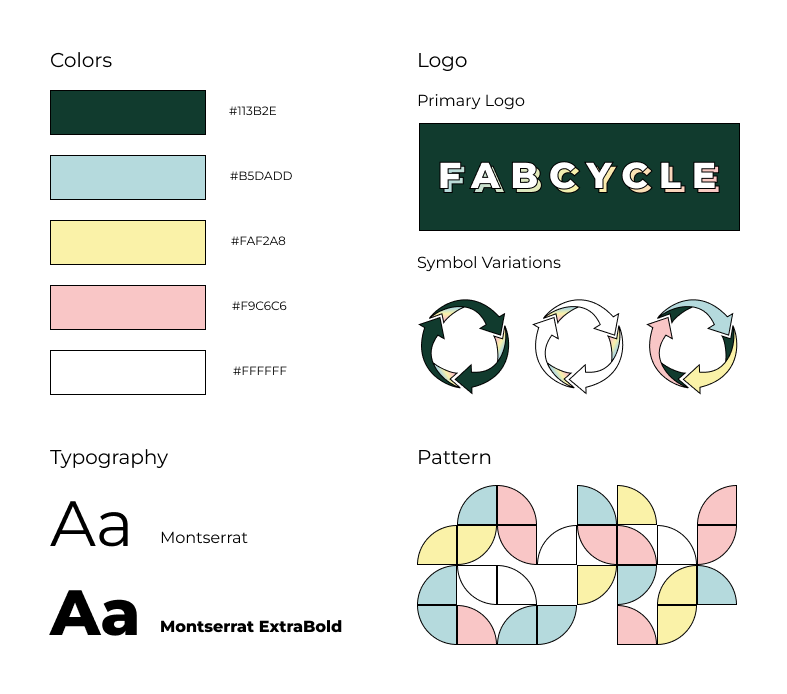 Colors
#113B2E
#B5DADD
#FAF2A8
#F9C6C6
#FFFFFF
Logo
Primary Logo
FABCYCLE
Symbol Variations
Typography
Aa Montserrat
Aa Montserrat ExtraBold
Pattern